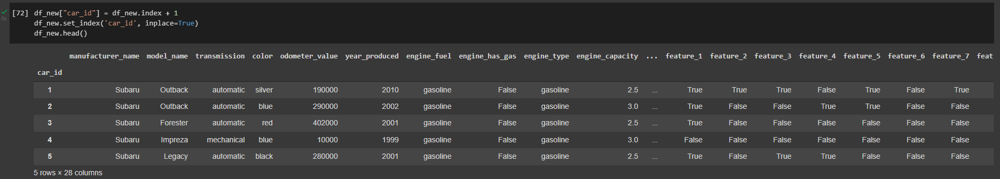 [72] df_new["car_id"] = df_new.index + 1
df_new.set_index('car_id', inplace=True)
df_new.head()
0s
manufacturer_name model_name transmission color odometer_value year_produced engine_fuel engine_has_gas engine_type engine_capacity ... feature_1 feature_2 feature_3 feature_4 feature_5 feature_6 feature_7 feat
car_id
1 Subaru Outback automatic silver 190000 2010 gasoline False gasoline 2.5 ... True True True False True False True
2 Subaru Outback automatic blue 290000 2002 gasoline False gasoline 3.0 ... True False False True True False False
3 Subaru Forester automatic red 402000 2001 gasoline False gasoline 2.5 ... True False False False False False False
4 Subaru Impreza mechanical blue 10000 1999 gasoline False gasoline 3.0 ... False False False False False False False
5 Subaru Legacy automatic black 280000 2001 gasoline False gasoline 2.5 ... True False True True False False False
5 rows × 28 columns